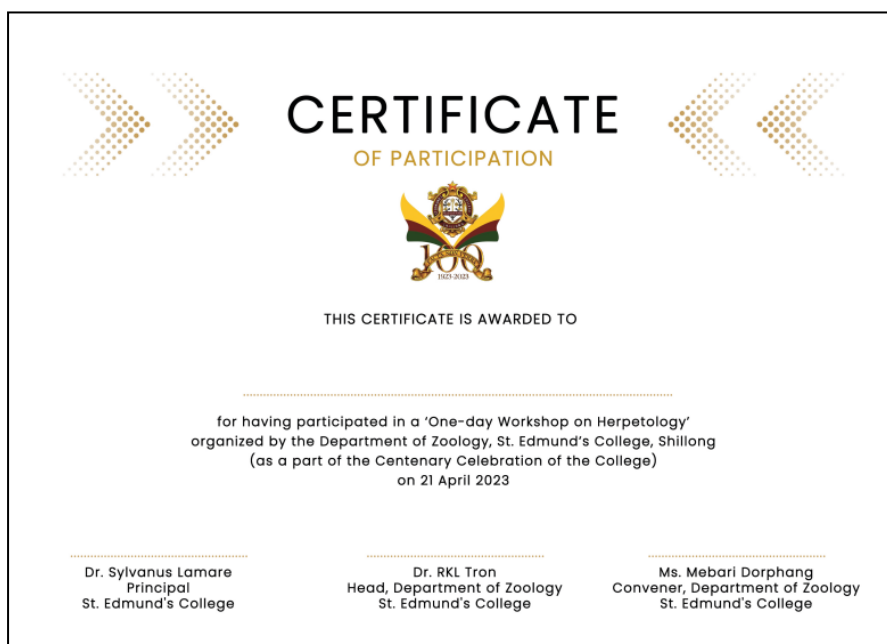 CERTIFICATE
OF PARTICIPATION
100
1923-2023
THIS CERTIFICATE IS AWARDED TO
for having participated in a ‘One-day Workshop on Herpetology’
organized by the Department of Zoology, St. Edmund’s College, Shillong
(as a part of the Centenary Celebration of the College)
on 21 April 2023
Dr. Sylvanus Lamare
Principal
St. Edmund's College
Dr. RKL Tron
Head, Department of Zoology
St. Edmund's College
Ms. Mebari Dorphang
Convener, Department of Zoology
St. Edmund's College